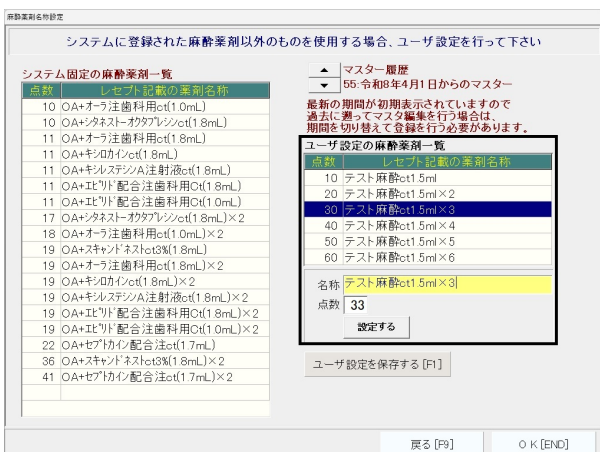 麻酔薬剤名称設定
システムに登録された麻酔薬剤以外のものを使用する場合、ユーザ設定を行って下さい
システム固定の麻酔薬剤一覧
点数 レセプト記載の薬剤名称
10 OA+オーラ注歯科用ct(1.0mL)
10 OA+シタネスト-オクタプレシンct(1.8mL)
11 OA+オーラ注歯科用ct(1.8mL)
11 OA+キシロカインct(1.8mL)
11 OA+キシレステシンA注射液ct(1.8mL)
11 OA+エピリド配合注歯科用Ct(1.8mL)
11 OA+エピリド配合注歯科用Ct(1.0mL)
17 OA+シタネスト-オクタプレシンct(1.8mL)×2
18 OA+オーラ注歯科用ct(1.0mL)×2
19 OA+スキャンドネストct3%(1.8mL)
19 OA+オーラ注歯科用ct(1.8mL)×2
19 OA+キシロカインct(1.8mL)×2
19 OA+キシレステシンA注射液ct(1.8mL)×2
19 OA+エピリド配合注歯科用Ct(1.8mL)×2
19 OA+エピリド配合注歯科用Ct(1.0mL)×2
22 OA+セプトカイン配合注ct(1.7mL)
36 OA+スキャンドネストct3%(1.8mL)×2
41 OA+セプトカイン配合注ct(1.7mL)×2
マスター履歴
55:令和8年4月1日からのマスター
最新の期間が初期表示されていますので
過去に遡ってマスタ編集を行う場合は、
期間を切り替えて登録を行う必要があります。
ユーザ設定の麻酔薬剤一覧
点数 レセプト記載の薬剤名称
10 テスト麻酔ct1.5ml
20 テスト麻酔ct1.5ml×2
30 テスト麻酔ct1.5ml×3
40 テスト麻酔ct1.5ml×4
50 テスト麻酔ct1.5ml×5
60 テスト麻酔ct1.5ml×6
名称 テスト麻酔ct1.5ml×3
点数 33
設定する
ユーザ設定を保存する[F1]
戻る[F9]
OK[END]